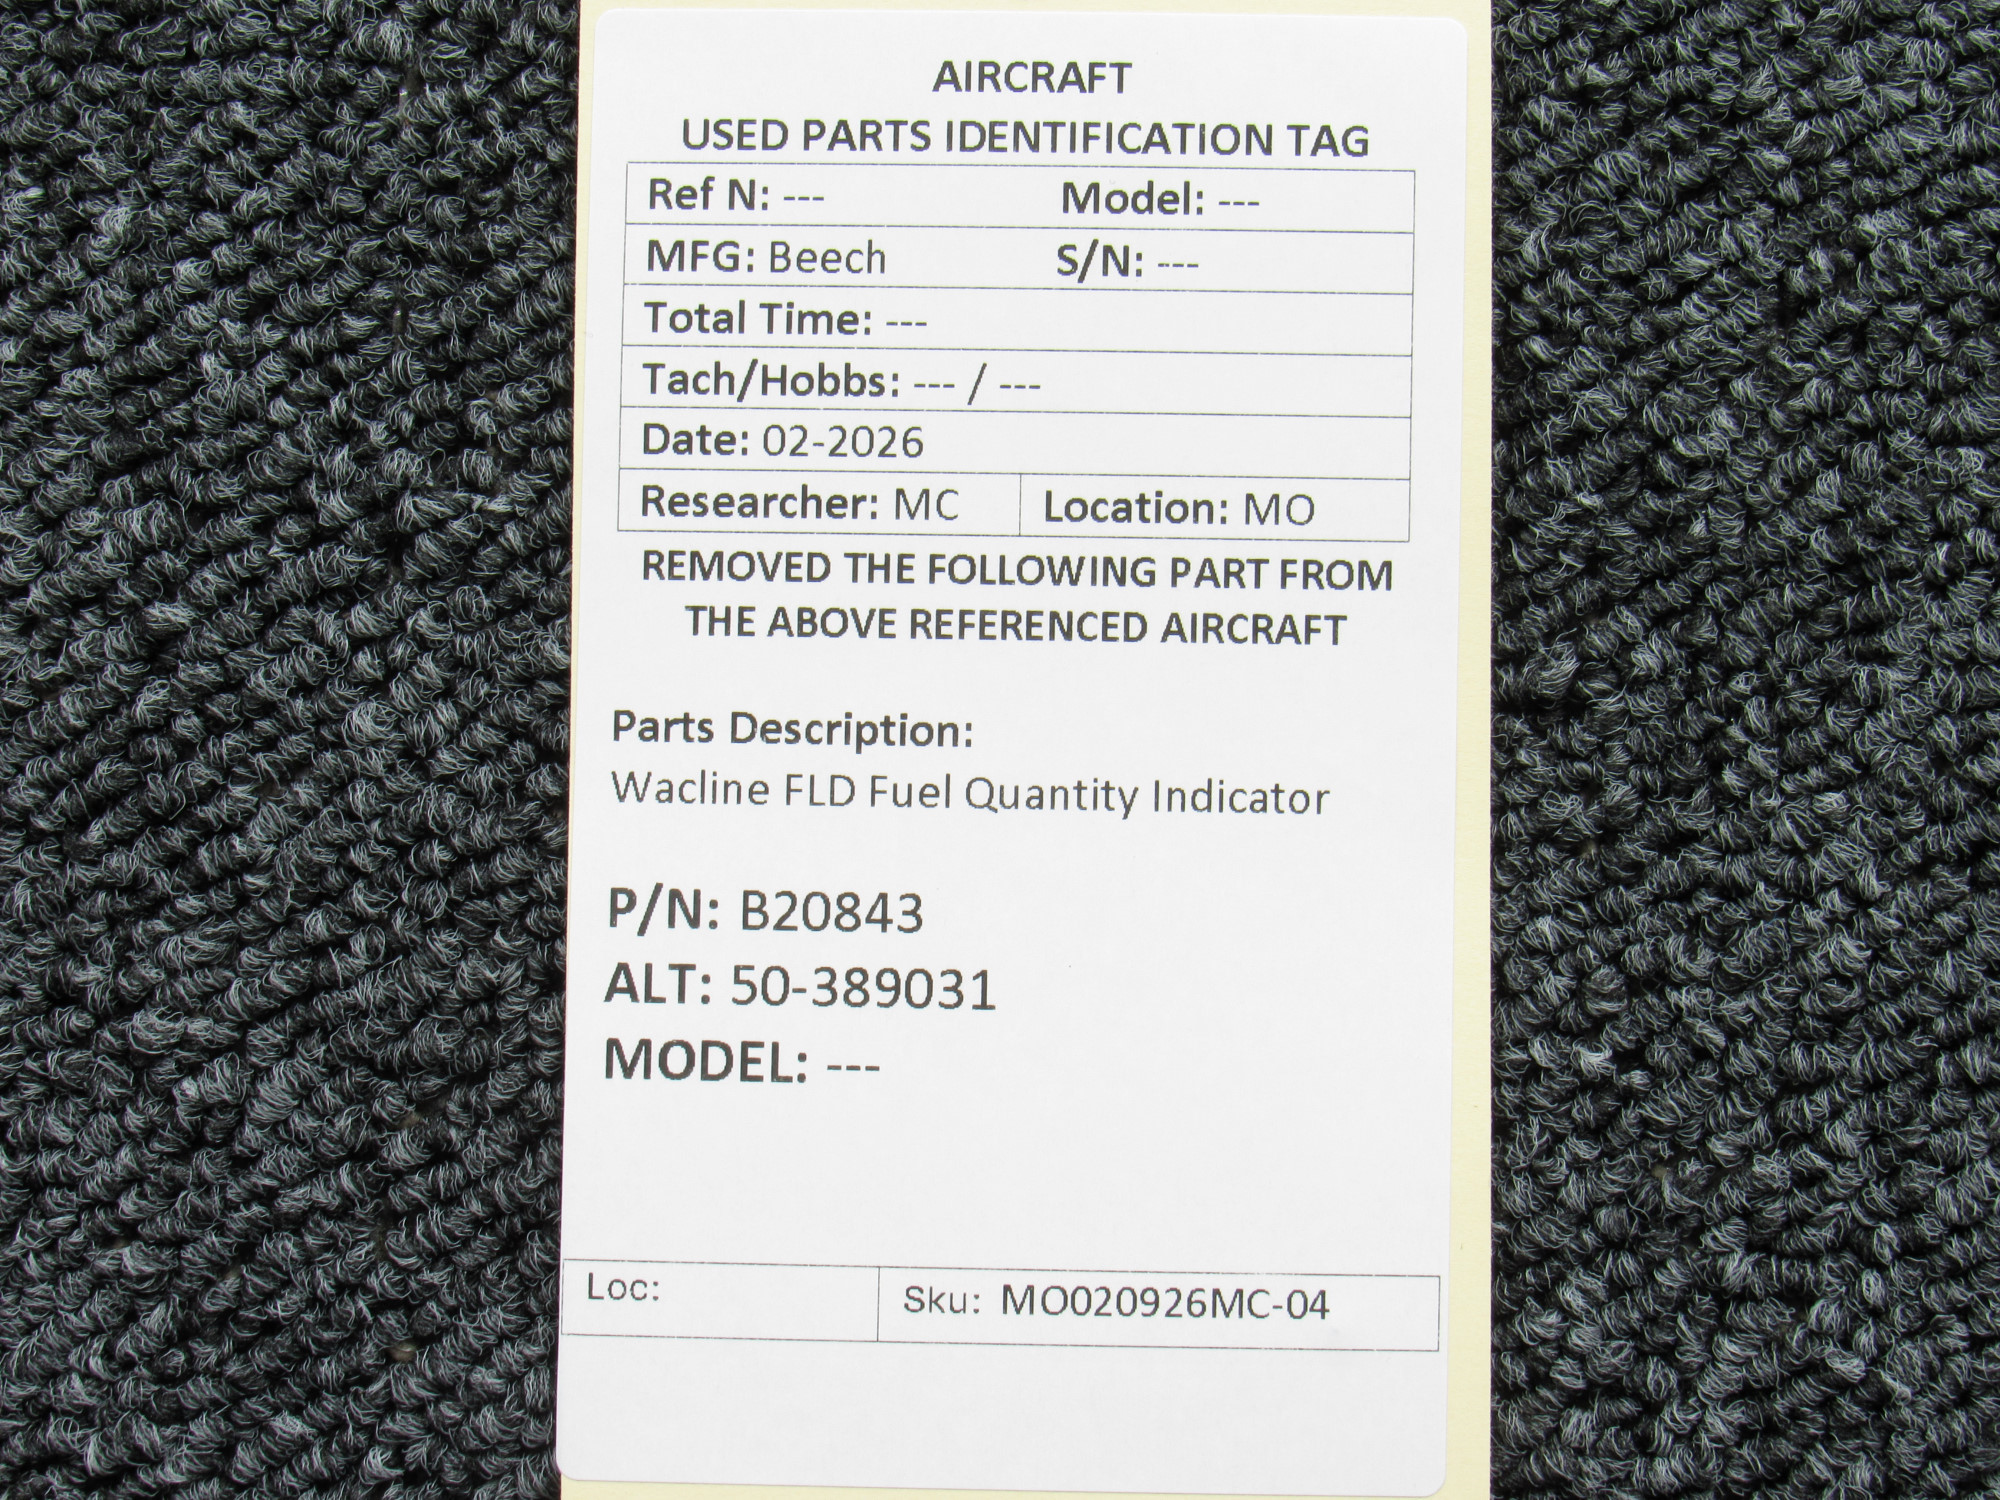 AIRCRAFT
USED PARTS IDENTIFICATION TAG
Ref N: --- Model: ---
MFG: Beech S/N: ---
Total Time: ---
Tach/Hobbs: --- / ---
Date: 02-2026
Researcher: MC Location: MO
REMOVED THE FOLLOWING PART FROM
THE ABOVE REFERENCED AIRCRAFT
Parts Description:
Wacline FLD Fuel Quantity Indicator
P/N: B20843
ALT: 50-389031
MODEL: ---
Loc: Sku: MO020926MC-04